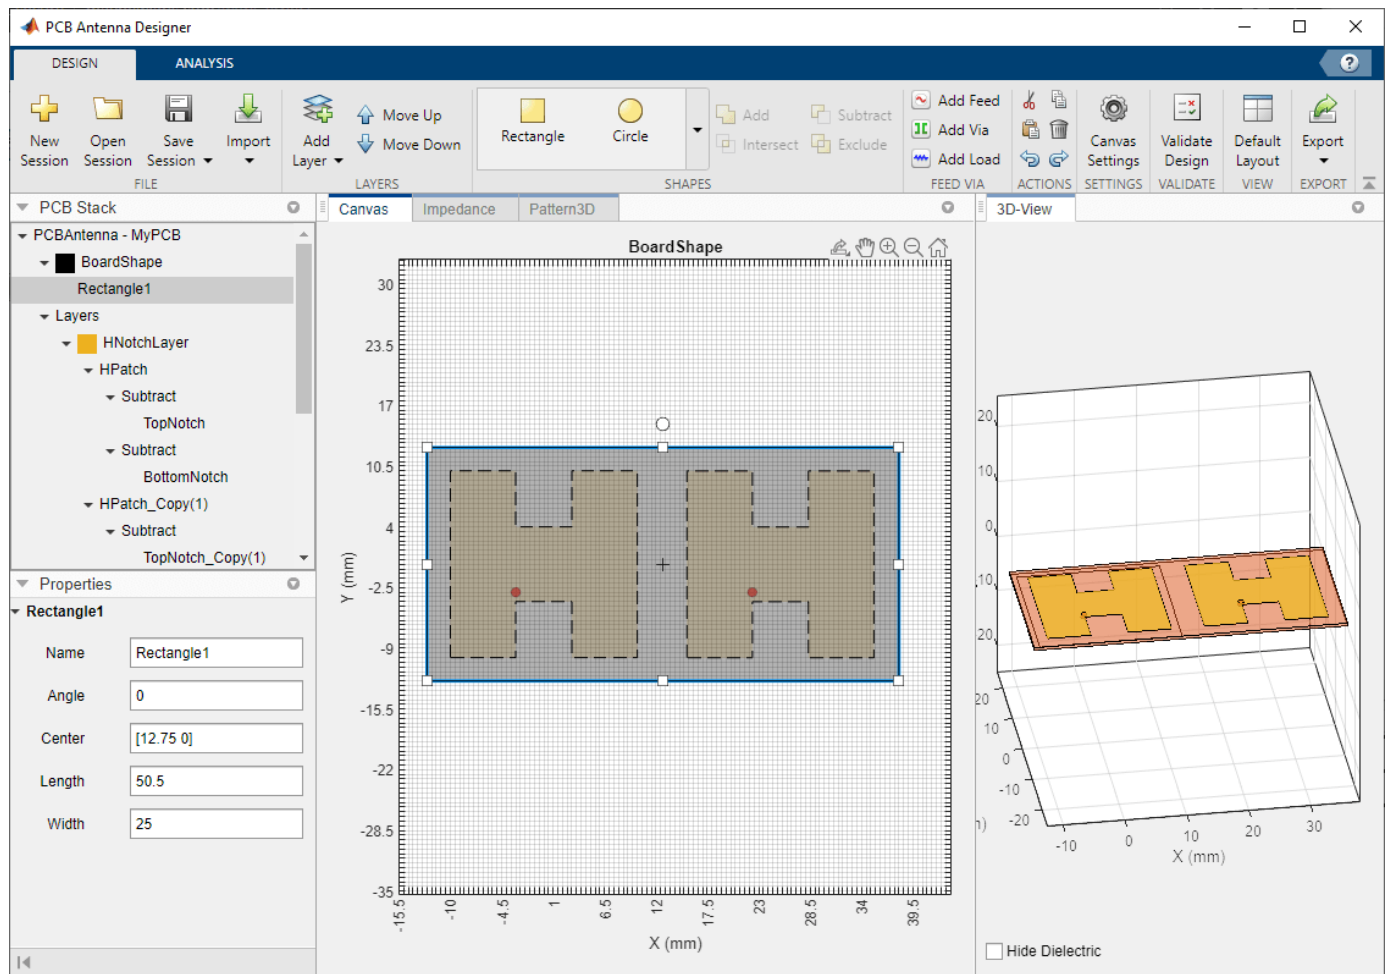 PCB Antenna Designer
DESIGN ANALYSIS
New Session
Open Session
Save Session
Import
FILE
Add Layer
Move Up
Move Down
LAYERS
Rectangle
Circle
Add
Subtract
Intersect
Exclude
SHAPES
Add Feed
Add Via
Add Load
FEED VIA
ACTIONS
Canvas Settings
SETTINGS
Validate Design
VALIDATE
Default Layout
VIEW
Export
EXPORT
PCB Stack
PCBAntenna - MyPCB
BoardShape
Rectangle1
Layers
HNotchLayer
HPatch
Subtract
TopNotch
Subtract
BottomNotch
HPatch_Copy(1)
Subtract
TopNotch_Copy(1)
Properties
Rectangle1
Name Rectangle1
Angle 0
Center [12.75 0]
Length 50.5
Width 25
Canvas Impedance Pattern3D
BoardShape
30
23.5
17
10.5
4
-2.5
-9
-15.5
-22
-28.5
-35
Y (mm)
-15.5 -10 -4.5 1 6.5 12 17.5 23 28.5 34 39.5
X (mm)
3D-View
20
10
0
10
20
20
10
0
-10
-20
-10 0 10 20 30
X (mm)
Hide Dielectric